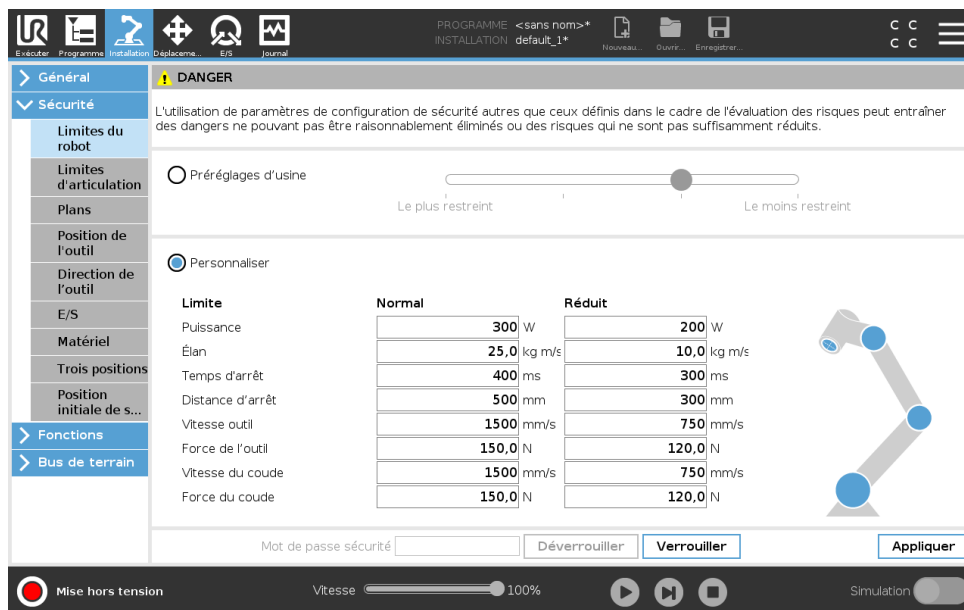 UR
PROGRAMME <sans nom>*
INSTALLATION default_1*
Exécuter Programme Installation Déplaceme... E/S Journal Nouveau... Ouvrir... Enregistrer...
C C
C C
Général
Sécurité
Limites du robot
Limites d'articulation
Plans
Position de l'outil
Direction de l’outil
E/S
Matériel
Trois positions
Position initiale de s...
Fonctions
Bus de terrain
DANGER
L'utilisation de paramètres de configuration de sécurité autres que ceux définis dans le cadre de l'évaluation des risques peut entraîner
des dangers ne pouvant pas être raisonnablement éliminés ou des risques qui ne sont pas suffisamment réduits.
Préréglages d’usine
Le plus restreint Le moins restreint
Personnaliser
Limite Normal Réduit
Puissance 300 W 200 W
Élan 25,0 kg m/s 10,0 kg m/s
Temps d'arrêt 400 ms 300 ms
Distance d’arrêt 500 mm 300 mm
Vitesse outil 1500 mm/s 750 mm/s
Force de l’outil 150,0 N 120,0 N
Vitesse du coude 1500 mm/s 750 mm/s
Force du coude 150,0 N 120,0 N
Mot de passe sécurité Déverrouiller Verrouiller Appliquer
Mise hors tension Vitesse 100% Simulation